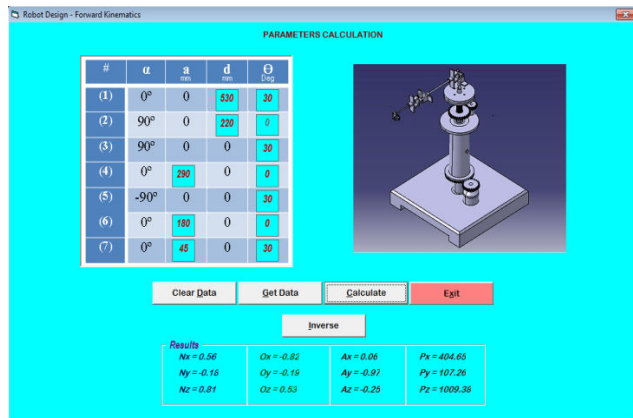 Robot Design - Forward Kinematics
PARAMETERS CALCULATION
# α a mm d mm Θ Deg
(1) 0° 0 530 30
(2) 90° 0 220 0
(3) 90° 0 0 30
(4) 0° 290 0 0
(5) -90° 0 0 30
(6) 0° 180 0 0
(7) 0° 45 0 30
Clear Data Get Data Calculate Exit
Inverse
Results
Nx = 0.56 Ox = -0.82 Ax = 0.06 Px = 404.65
Ny = -0.18 Oy = -0.19 Ay = -0.97 Py = 107.26
Nz = 0.81 Oz = 0.53 Az = -0.25 Pz = 1009.38